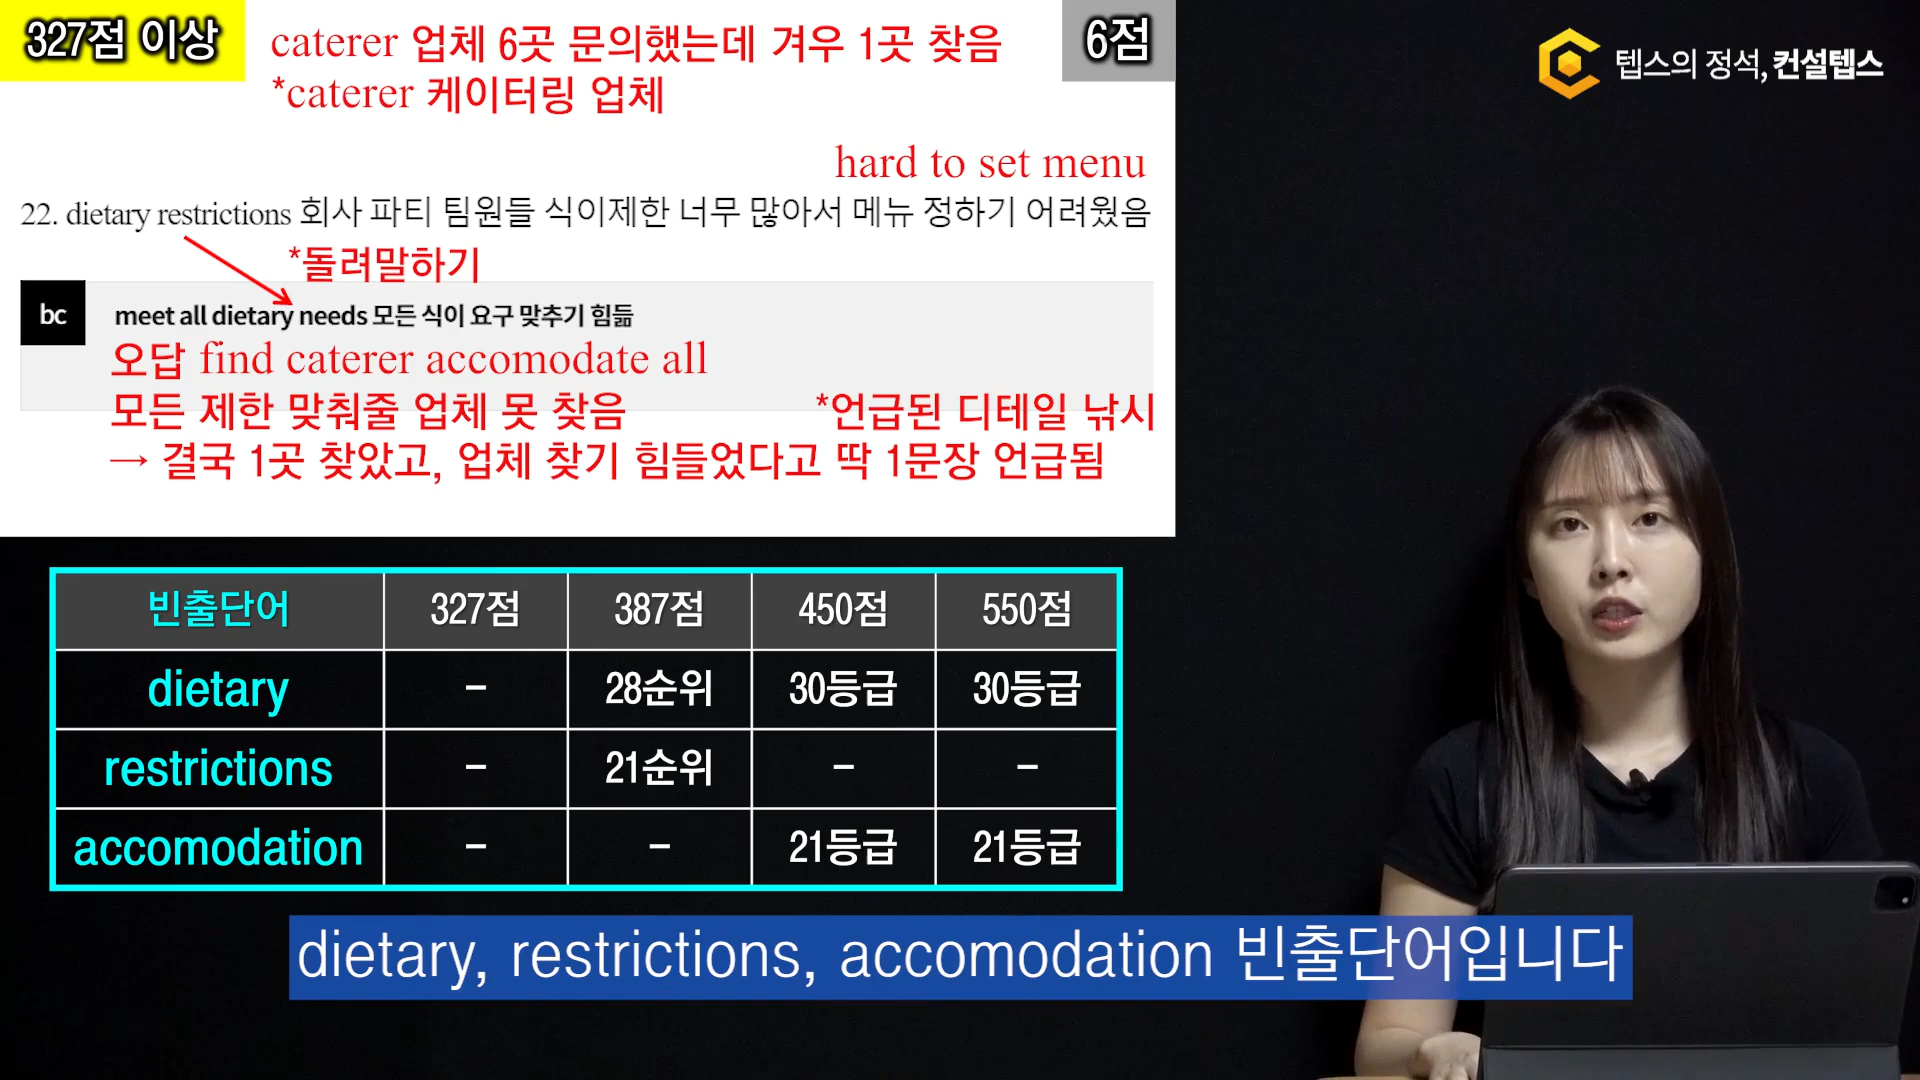 327점 이상
caterer 업체 6곳 문의했는데 겨우 1곳 찾음
6점
*caterer 케이터링 업체
텝스의 정석, 컨설텝스
hard to set menu
22. dietary restrictions 회사 파티 팀원들 식이제한 너무 많아서 메뉴 정하기 어려웠음
*돌려말하기
bc
meet all dietary needs 모든 식이 요구 맞추기 힘듦
오답 find caterer accomodate all
모든 제한 맞춰줄 업체 못 찾음
*언급된 디테일 낚시
→ 결국 1곳 찾았고, 업체 찾기 힘들었다고 딱 1문장 언급됨
빈출단어 327점 387점 450점 550점
dietary - 28순위 30등급 30등급
restrictions - 21순위 - -
accomodation - - 21등급 21등급
dietary, restrictions, accomodation 빈출단어입니다